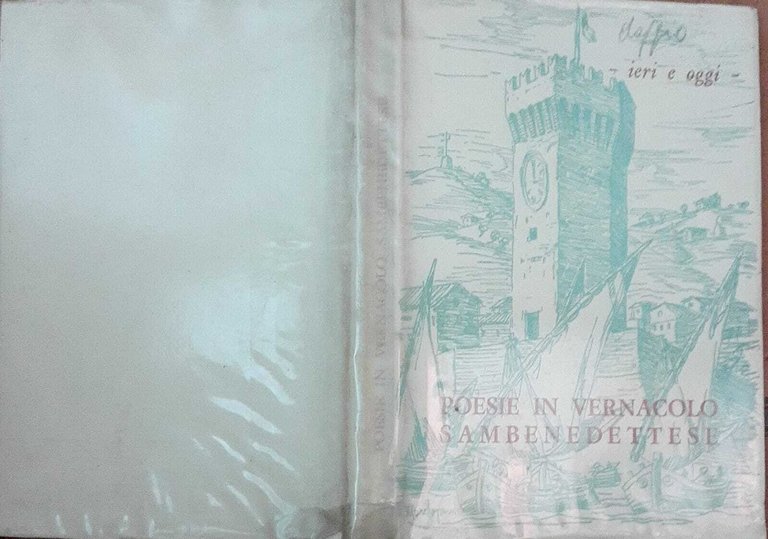 - ieri e oggi -
POESIE IN VERNACOLO
SAMBENEDETTESE
POESIE IN VERNACOLO SAMBENEDETTESE